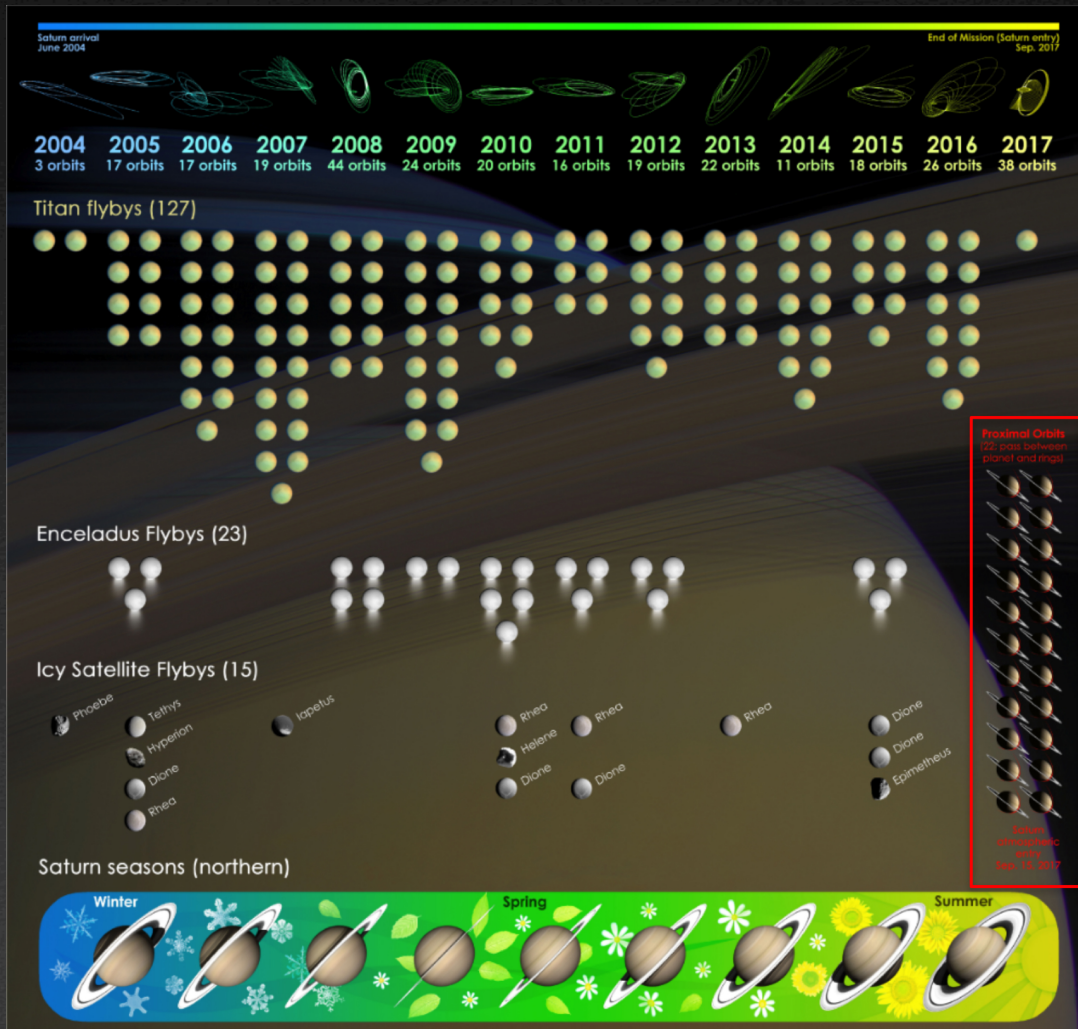 Saturn arrival
June 2004
End of Mission (Saturn entry)
Sep. 2017
2004 2005 2006 2007 2008 2009 2010 2011 2012 2013 2014 2015 2016 2017
3 orbits 17 orbits 17 orbits 19 orbits 44 orbits 24 orbits 20 orbits 16 orbits 19 orbits 22 orbits 11 orbits 18 orbits 26 orbits 38 orbits
Titan flybys (127)
Proximal Orbits
(22: pass between
planet and rings)
Enceladus Flybys (23)
Icy Satellite Flybys (15)
Phoebe
Tethys
Hyperion
Dione
Rhea
Iapetus
Rhea
Helene
Dione
Rhea
Dione
Rhea
Dione
Dione
Epimetheus
Saturn
atmospheric
entry
Sep. 15, 2017
Saturn seasons (northern)
Winter Spring Summer